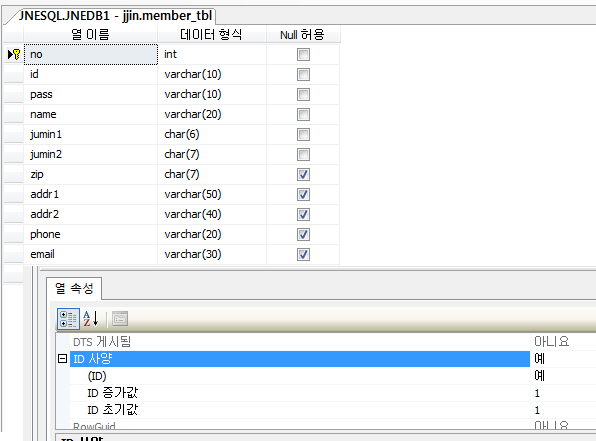 JNESQL.JNEDB1 - jjin.member_tbl
열 이름 데이터 형식 Null 허용
no int
id varchar(10)
pass varchar(10)
name varchar(20)
jumin1 char(6)
jumin2 char(7)
zip char(7)
addr1 varchar(50)
addr2 varchar(40)
phone varchar(20)
email varchar(30)
열 속성
DTS 게시됨 아니요
ID 사양 예
(ID) 예
ID 증가값 1
ID 초기값 1
RowGuid 아니요
ID 사양